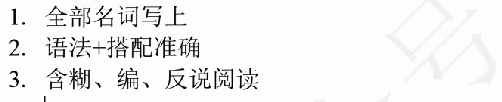 1. 全部名词写上
2. 语法+搭配准确
3. 含糊、编、反说阅读